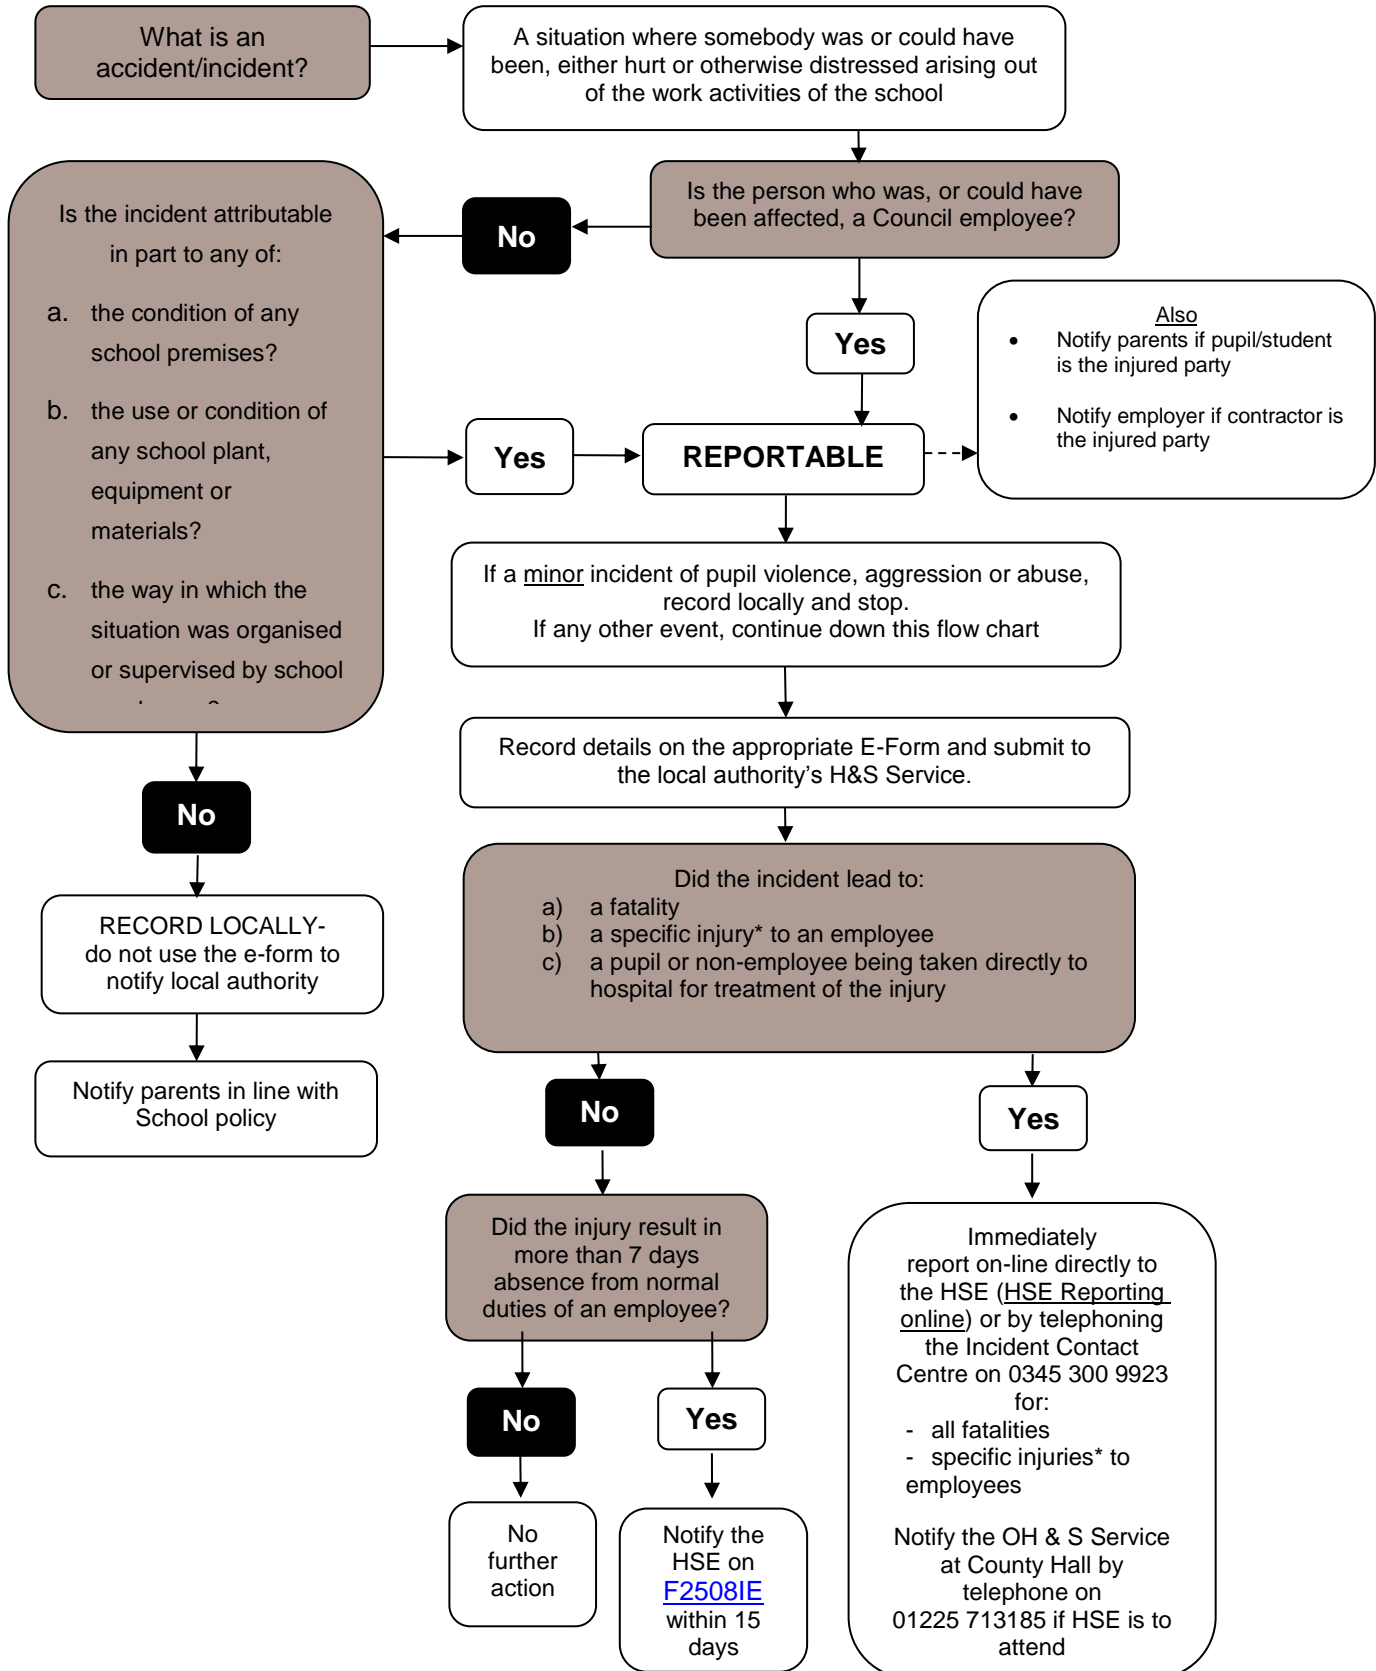 What is an
accident/incident?
A situation where somebody was or could have
been, either hurt or otherwise distressed arising out
of the work activities of the school
Is the person who was, or could have
been affected, a Council employee?
No
Is the incident attributable
in part to any of:
a. the condition of any
school premises?
b. the use or condition of
any school plant,
equipment or
materials?
c. the way in which the
situation was organised
or supervised by school
Yes
Also
• Notify parents if pupil/student
is the injured party
• Notify employer if contractor is
the injured party
Yes
REPORTABLE
If a minor incident of pupil violence, aggression or abuse,
record locally and stop.
If any other event, continue down this flow chart
Record details on the appropriate E-Form and submit to
the local authority's H&S Service.
No
RECORD LOCALLY-
do not use the e-form to
notify local authority
Notify parents in line with
School policy
Did the incident lead to:
a) a fatality
b) a specific injury* to an employee
c) a pupil or non-employee being taken directly to
hospital for treatment of the injury
No
Yes
Did the injury result in
more than 7 days
absence from normal
duties of an employee?
No
Yes
No
further
action
Notify the
HSE on
F2508IE
within 15
days
Immediately
report on-line directly to
the HSE (HSE Reporting
online) or by telephoning
the Incident Contact
Centre on 0345 300 9923
for:
- all fatalities
- specific injuries* to
employees
Notify the OH & S Service
at County Hall by
telephone on
01225 713185 if HSE is to
attend